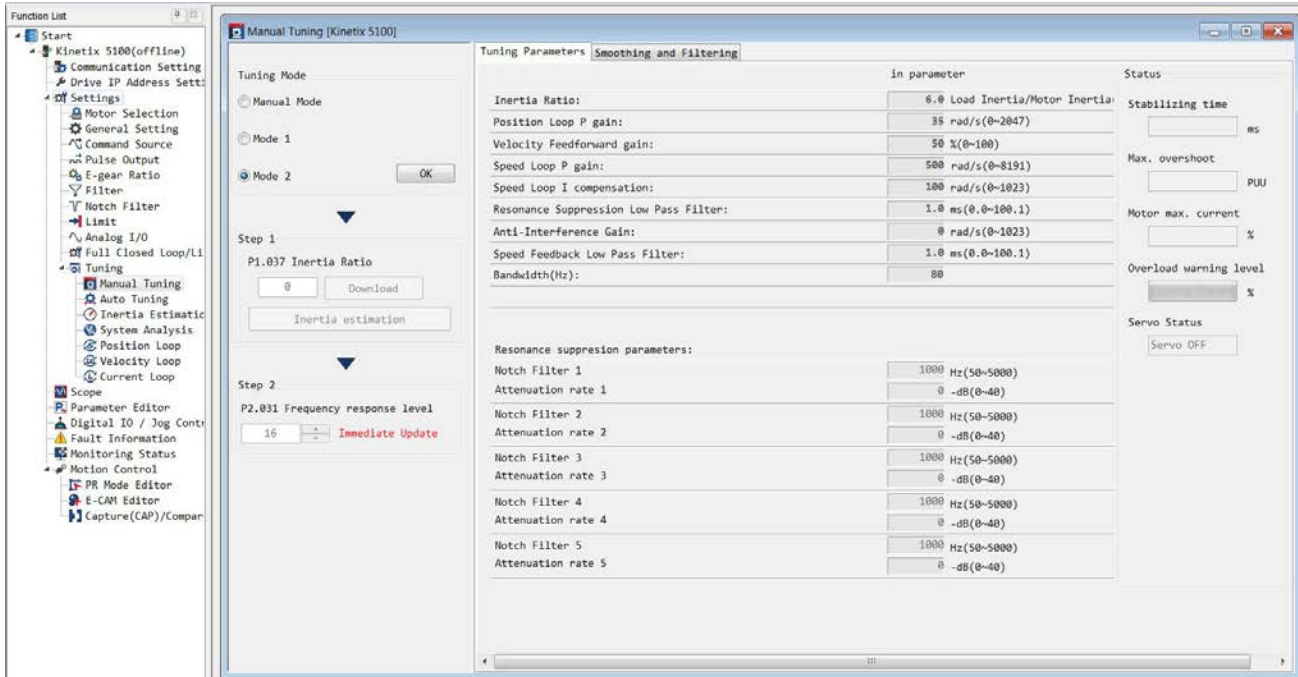 Function List
Start
Kinetix 5100(offline)
Communication Setting
Drive IP Address Sett
Settings
Motor Selection
General Setting
Command Source
Pulse Output
E-gear Ratio
Filter
Notch Filter
Limit
Analog I/O
Full Closed Loop/Li
Tuning
Manual Tuning
Auto Tuning
Inertia Estimatic
System Analysis
Position Loop
Velocity Loop
Current Loop
Scope
Parameter Editor
Digital IO / Jog Contr
Fault Information
Monitoring Status
Motion Control
PR Mode Editor
E-CAM Editor
Capture(CAP)/Compar
Manual Tuning [Kinetix 5100]
Tuning Mode
Manual Mode
Mode 1
Mode 2 OK
Step 1
P1.037 Inertia Ratio
0 Download
Inertia estimation
Step 2
P2.031 Frequency response level
16 Immediate Update
Tuning Parameters Smoothing and Filtering
in parameter
Inertia Ratio: 6.0 Load Inertia/Motor Inertia
Position Loop P gain: 35 rad/s(0~2047)
Velocity Feedforward gain: 50 %(0~100)
Speed Loop P gain: 500 rad/s(0~8191)
Speed Loop I compensation: 100 rad/s(0~1023)
Resonance Suppression Low Pass Filter: 1.0 ms(0.0~100.1)
Anti-Interference Gain: 0 rad/s(0~1023)
Speed Feedback Low Pass Filter: 1.0 ms(0.0~100.1)
Bandwidth(Hz): 80
Resonance suppresion parameters:
Notch Filter 1 1000 Hz(50~5000)
Attenuation rate 1 0 -dB(0~40)
Notch Filter 2 1000 Hz(50~5000)
Attenuation rate 2 0 -dB(0~40)
Notch Filter 3 1000 Hz(50~5000)
Attenuation rate 3 0 -dB(0~40)
Notch Filter 4 1000 Hz(50~5000)
Attenuation rate 4 0 -dB(0~40)
Notch Filter 5 1000 Hz(50~5000)
Attenuation rate 5 0 -dB(0~40)
Status
Stabilizing time
ms
Max. overshoot
PUU
Motor max. current
%
Overload warning level
%
Servo Status
Servo OFF